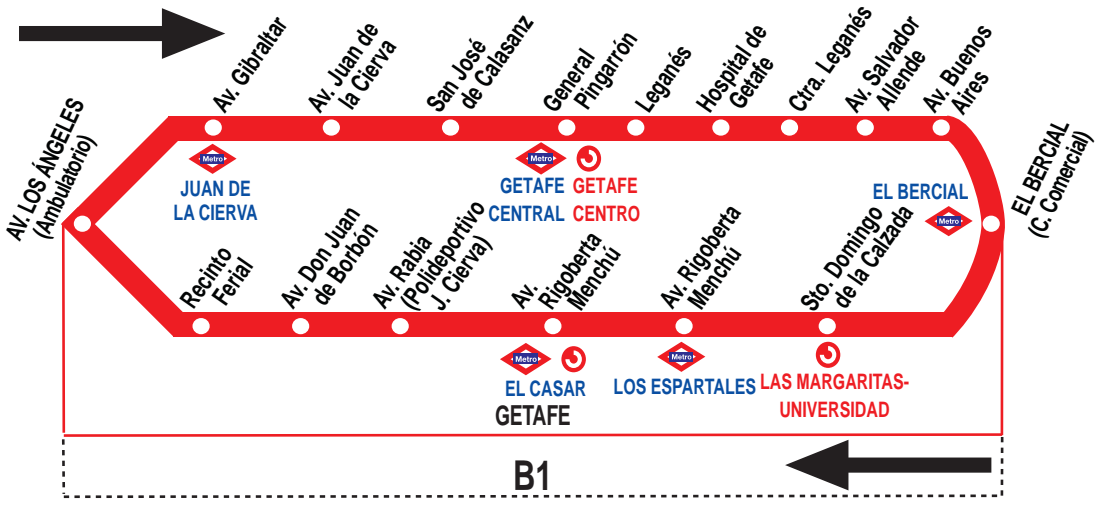 Av. Gibraltar
Av. Juan de
la Cierva
San José
de Calasanz
General
Pingarrón
Leganés
Hospital de
Getafe
Ctra. Leganés
Av. Salvador
Allende
Av. Buenos
Aires
AV. LOS ÁNGELES
(Ambulatorio)
Metro
JUAN DE
LA CIERVA
Metro
GETAFE
CENTRAL
GETAFE
CENTRO
EL BERCIAL
Metro
EL BERCIAL
(C. Comercial)
Recinto
Ferial
Av. Don Juan
de Borbón
Av. Rabia
(Polideportivo
J. Cierva)
Av.
Rigoberta
Menchú
Av. Rigoberta
Menchú
Sto. Domingo
de la Calzada
Metro
EL CASAR
GETAFE
Metro
LOS ESPARTALES
LAS MARGARITAS-
UNIVERSIDAD
B1